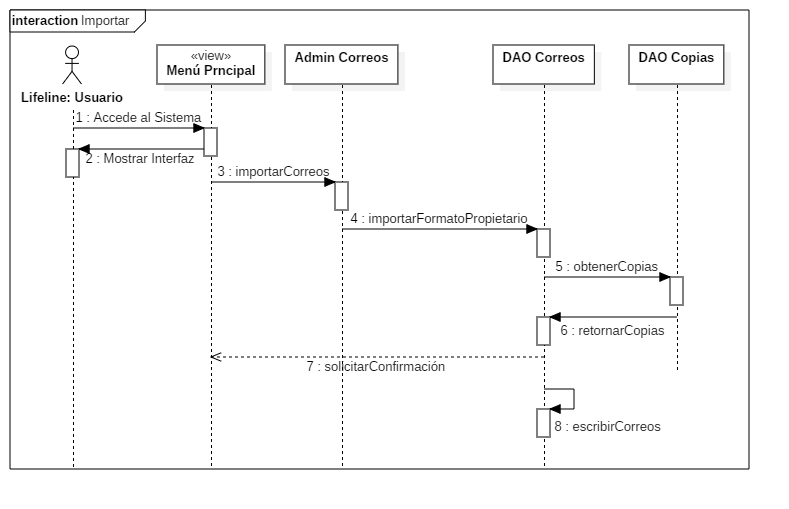 interaction Importar
«view»
Menú Prncipal
Admin Correos
DAO Correos
DAO Copias
Lifeline: Usuario
1 : Accede al Sistema
2 : Mostrar Interfaz
3 : importarCorreos
4 : importarFormatoPropietario
5 : obtenerCopias
6 : retornarCopias
7 : solicitarConfirmación
8 : escribirCorreos